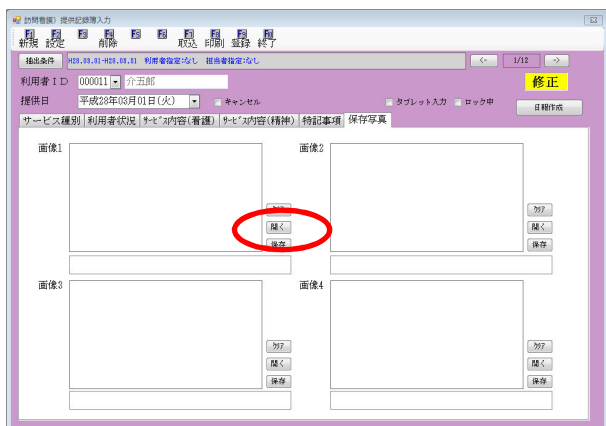 訪問看護）提供記録簿入力
F1 F2 F3 F4 F5 F6 F7 F8 F9 F10
新規 設定 削除 取込 印刷 登録 終了
抽出条件 H28.03.01-H28.03.01 利用者指定:なし 担当者指定:なし <- 1/12 ->
利用者ＩＤ 000011 介五郎 修正
提供日 平成28年03月01日(火) キャンセル タブレット入力 ロック中 日報作成
サービス種別 利用者状況 ｻｰﾋﾞｽ内容(看護) ｻｰﾋﾞｽ内容(精神) 特記事項 保存写真
画像1 画像2
ｸﾘｱ ｸﾘｱ
開く 開く
保存 保存
画像3 画像4
ｸﾘｱ ｸﾘｱ
開く 開く
保存 保存